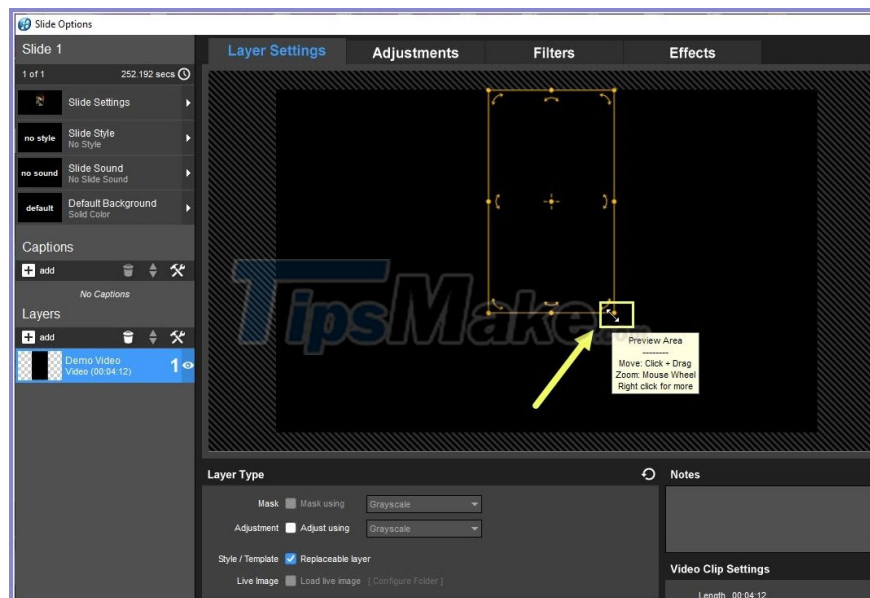 Slide Options
Slide 1
1 of 1 252.192 secs
Slide Settings
no style Slide Style
No Style
no sound Slide Sound
No Slide Sound
default Default Background
Solid Color
Captions
add
No Captions
Layers
add
Demo Video
Video (00:04:12)
1
Layer Settings Adjustments Filters Effects
TipsMake.com
Preview Area
--------
Move: Click + Drag
Zoom: Mouse Wheel
Right click for more
Layer Type
Mask Mask using Grayscale
Adjustment Adjust using Grayscale
Style / Template Replaceable layer
Live Image Load live image [ Configure Folder ]
Notes
Video Clip Settings
Length 00:04:12